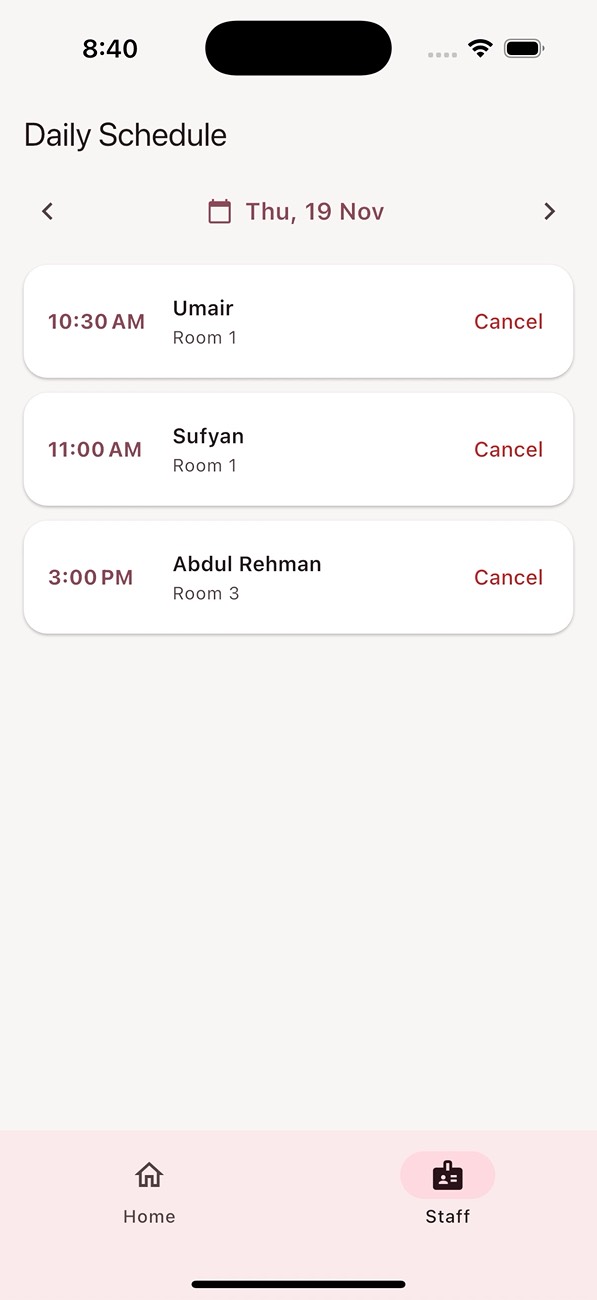 8:40
Daily Schedule
Thu, 19 Nov
10:30 AM
Umair
Room 1
Cancel
11:00 AM
Sufyan
Room 1
Cancel
3:00 PM
Abdul Rehman
Room 3
Cancel
Home
Staff